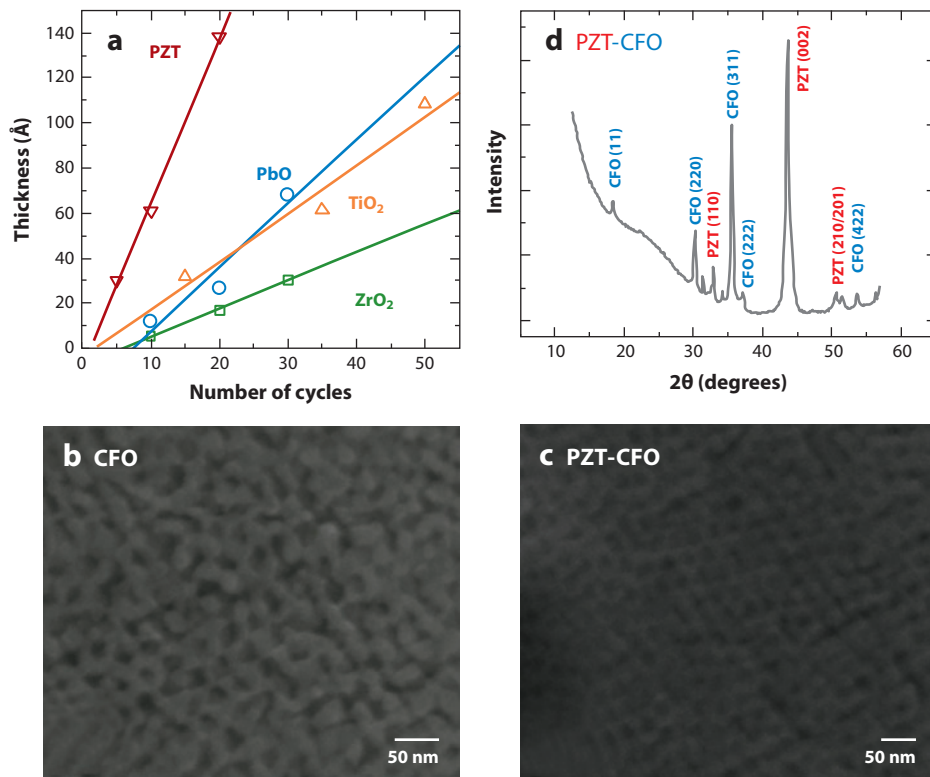 a
PZT
PbO
TiO₂
ZrO₂
140
120
100
80
60
40
20
0
Thickness (Å)
0 10 20 30 40 50
Number of cycles
d PZT-CFO
CFO (11)
CFO (220)
PZT (110)
CFO (311)
CFO (222)
PZT (002)
PZT (210/201)
CFO (422)
Intensity
10 20 30 40 50 60
2θ (degrees)
b CFO
50 nm
c PZT-CFO
50 nm